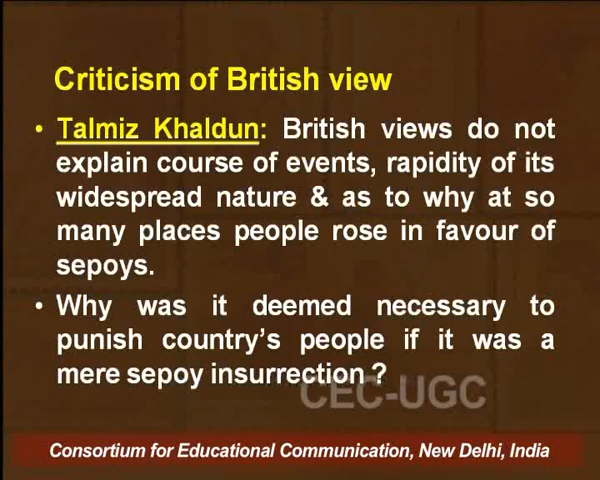 Criticism of British view
• Talmiz Khaldun: British views do not
explain course of events, rapidity of its
widespread nature & as to why at so
many places people rose in favour of
sepoys.
• Why was it deemed necessary to
punish country's people if it was a
mere sepoy insurrection ?
CEC-UGC
Consortium for Educational Communication, New Delhi, India